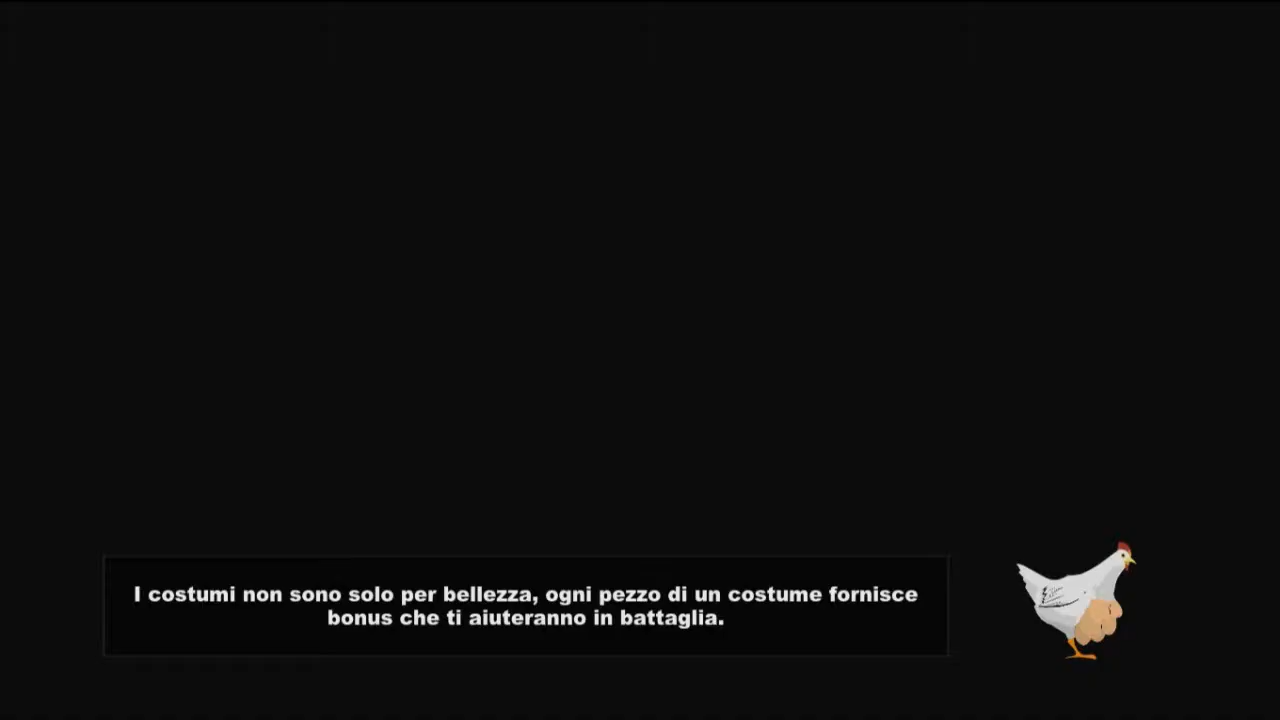 I costumi non sono solo per bellezza, ogni pezzo di un costume fornisce
bonus che ti aiuteranno in battaglia.